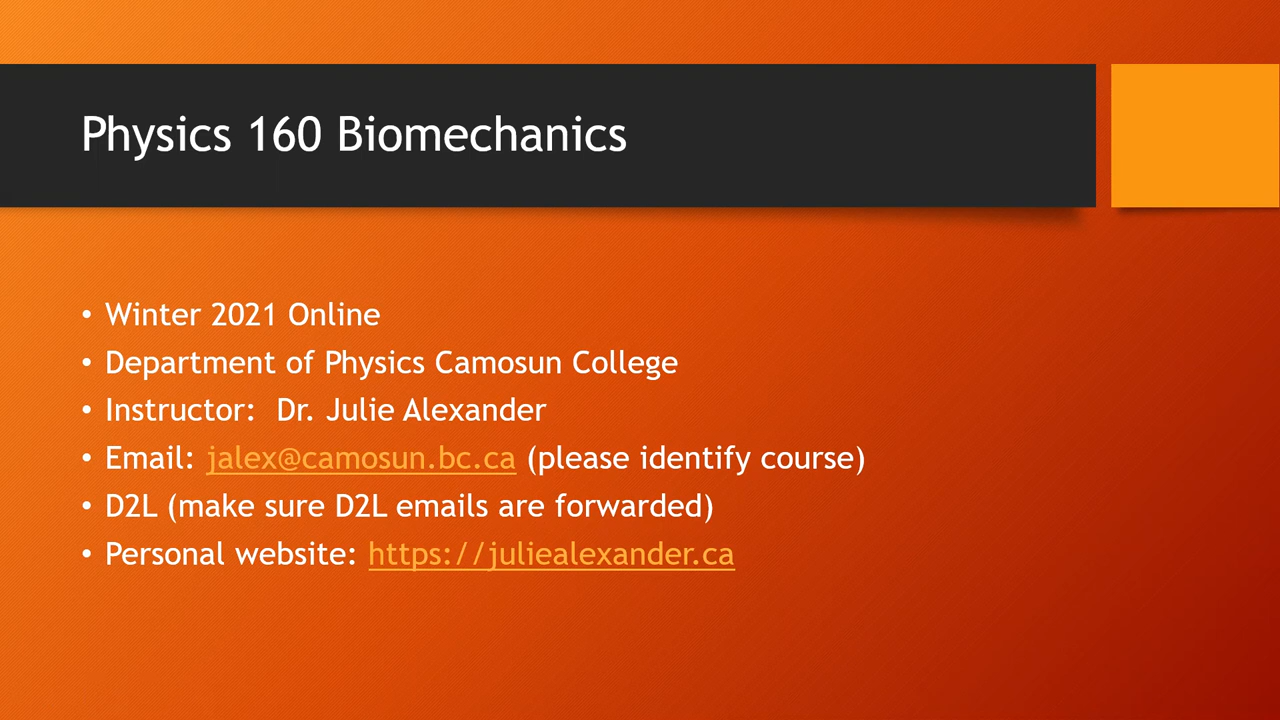 Physics 160 Biomechanics
• Winter 2021 Online
• Department of Physics Camosun College
• Instructor:  Dr. Julie Alexander
• Email: jalex@camosun.bc.ca (please identify course)
• D2L (make sure D2L emails are forwarded)
• Personal website: https://juliealexander.ca